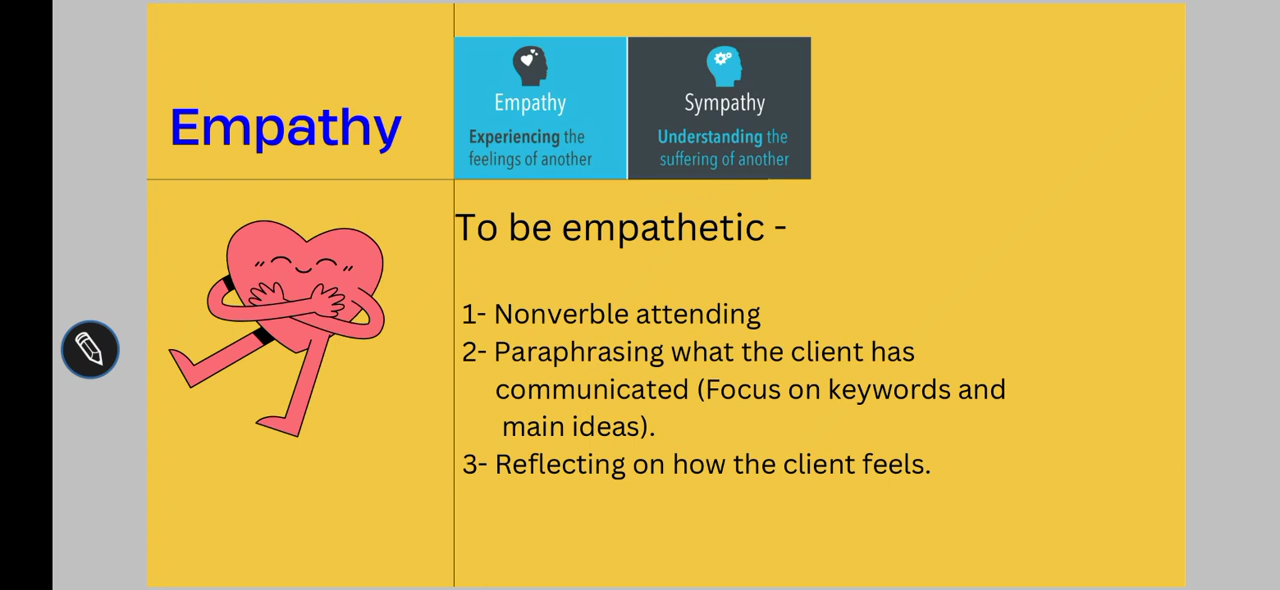 Empathy
Empathy
Experiencing the
feelings of another
Sympathy
Understanding the
suffering of another
To be empathetic -
1- Nonverble attending
2- Paraphrasing what the client has
communicated (Focus on keywords and
main ideas).
3- Reflecting on how the client feels.